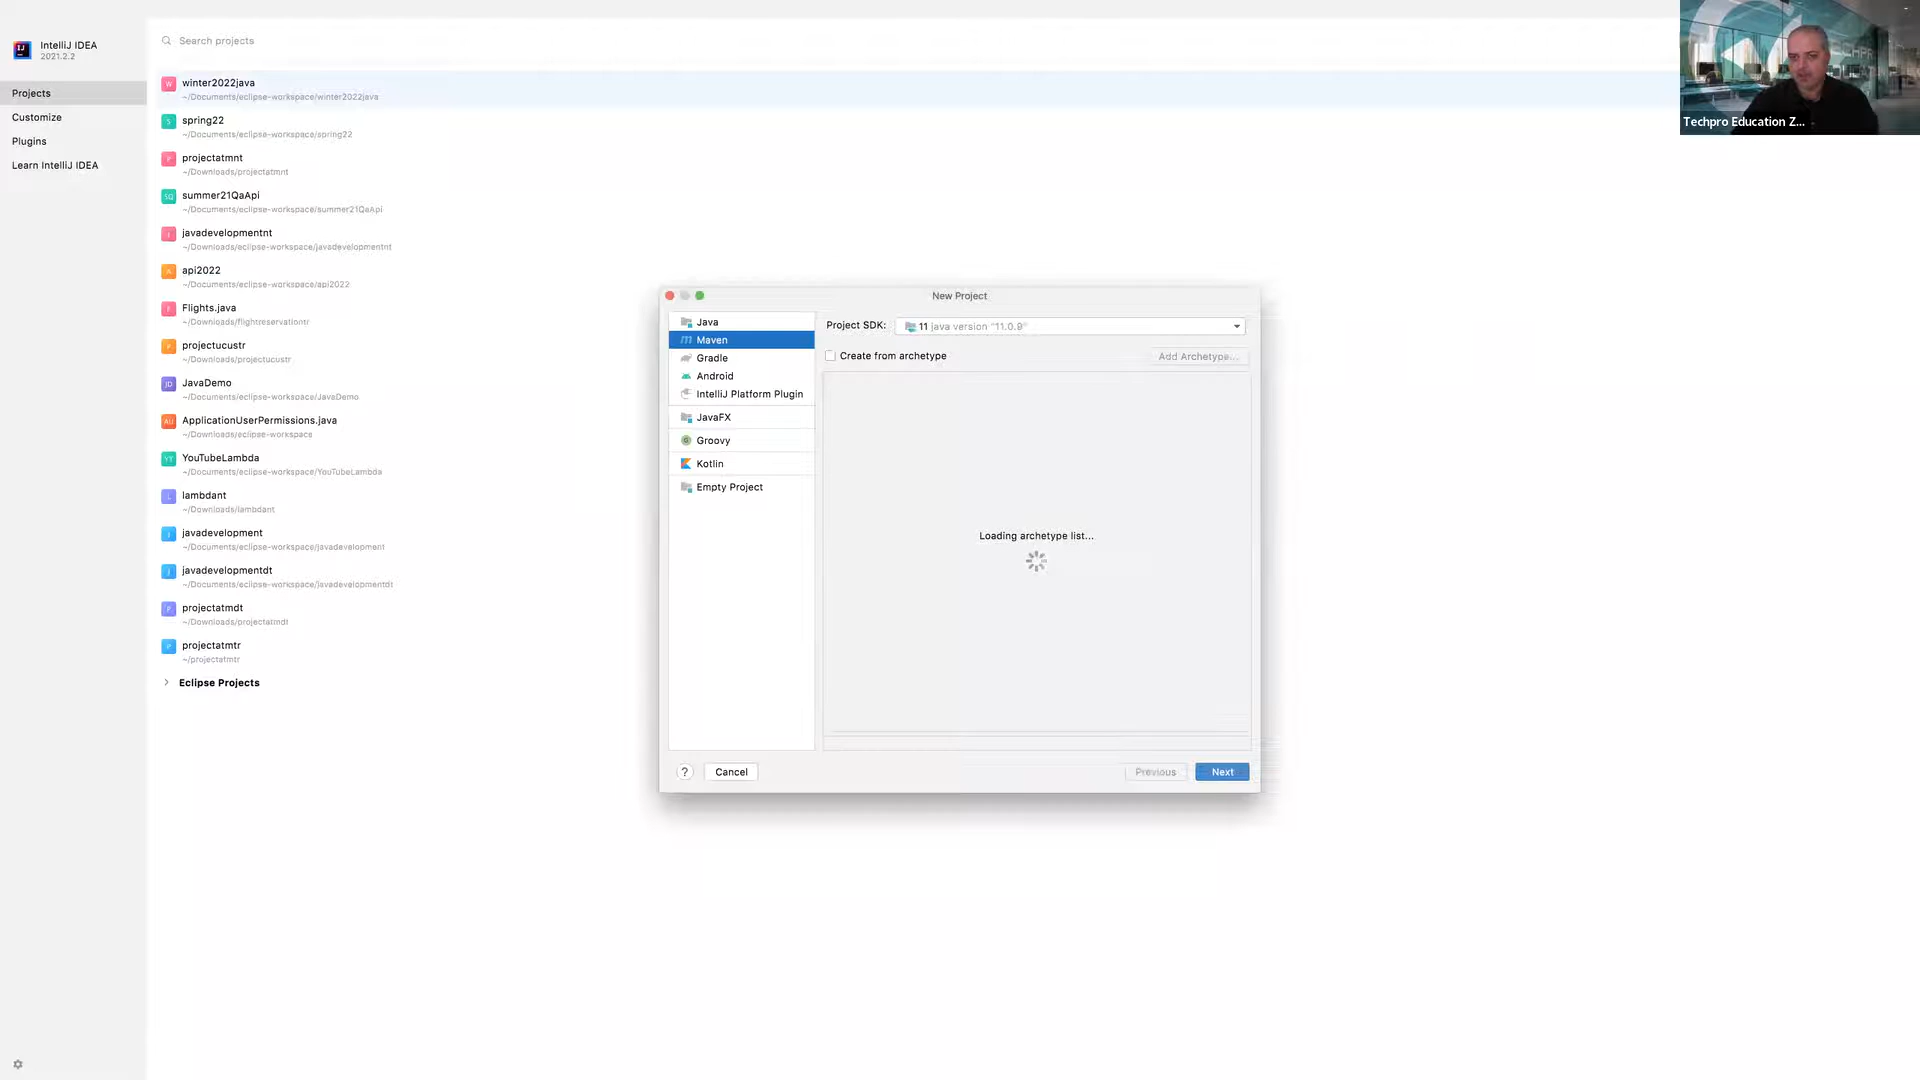 IntelliJ IDEA
2021.2.2
Projects
Customize
Plugins
Learn IntelliJ IDEA
Search projects
winter2022java
~/Documents/eclipse-workspace/winter2022java
spring22
~/Documents/eclipse-workspace/spring22
projectatmnt
~/Downloads/projectatmnt
summer21QaApi
~/Documents/eclipse-workspace/summer21QaApi
javadevelopmentnt
~/Downloads/eclipse-workspace/javadevelopmentnt
api2022
~/Documents/eclipse-workspace/api2022
Flights.java
~/Downloads/flightreservationtr
projectucustr
~/Downloads/projectucustr
JavaDemo
~/Documents/eclipse-workspace/JavaDemo
ApplicationUserPermissions.java
~/Downloads/eclipse-workspace
YouTubeLambda
~/Documents/eclipse-workspace/YouTubeLambda
lambdant
~/Downloads/lambdant
javadevelopment
~/Documents/eclipse-workspace/javadevelopment
javadevelopmentdt
~/Documents/eclipse-workspace/javadevelopmentdt
projectatmdt
~/Downloads/projectatmdt
projectatmtr
~/projectatmtr
Eclipse Projects
New Project
Java
Maven
Gradle
Android
IntelliJ Platform Plugin
JavaFX
Groovy
Kotlin
Empty Project
Project SDK: 11 java version "11.0.9"
Create from archetype
Add Archetype...
Loading archetype list...
? Cancel
Previous
Next
Techpro Education Z...